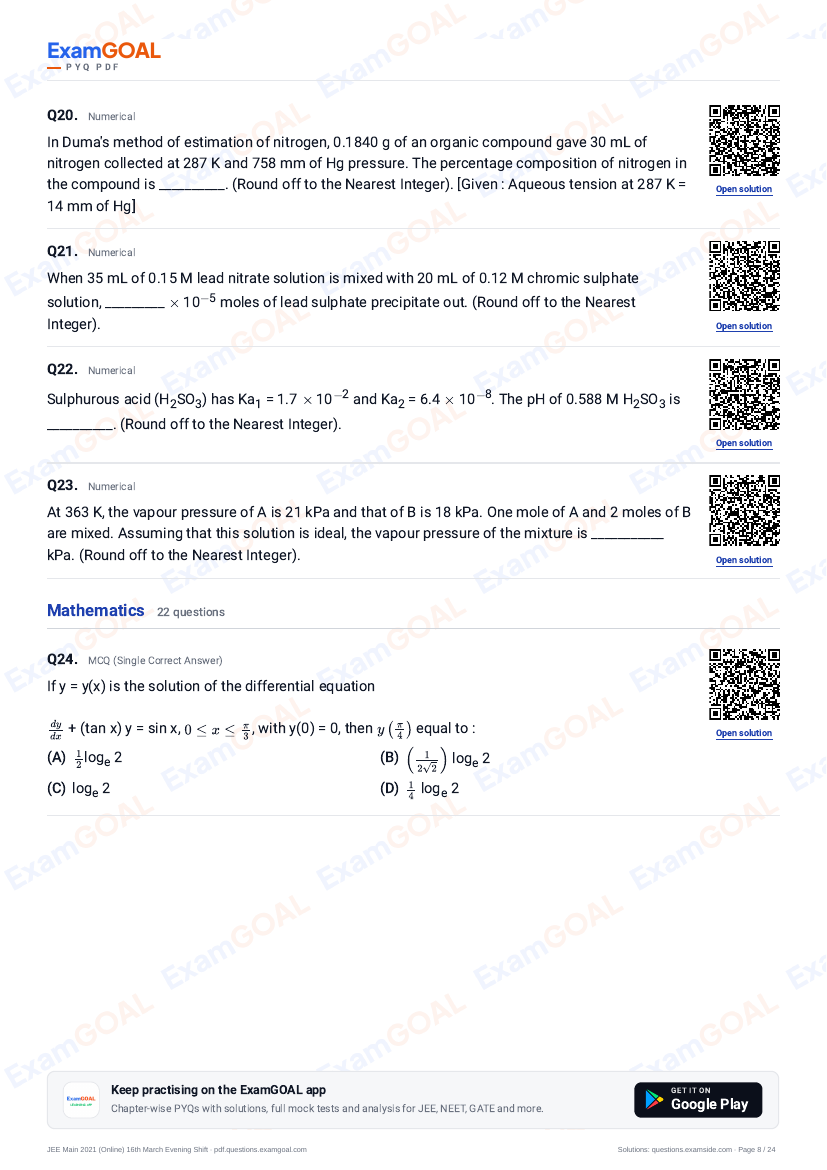 ExamGOAL
PYQ PDF
Q20. Numerical
In Duma's method of estimation of nitrogen, 0.1840 g of an organic compound gave 30 mL of
nitrogen collected at 287 K and 758 mm of Hg pressure. The percentage composition of nitrogen in
the compound is __________. (Round off to the Nearest Integer). [Given : Aqueous tension at 287 K =
14 mm of Hg]
Open solution
Q21. Numerical
When 35 mL of 0.15 M lead nitrate solution is mixed with 20 mL of 0.12 M chromic sulphate
solution, _________ × 10⁻⁵ moles of lead sulphate precipitate out. (Round off to the Nearest
Integer).
Open solution
Q22. Numerical
Sulphurous acid (H₂SO₃) has Ka₁ = 1.7 × 10⁻² and Ka₂ = 6.4 × 10⁻⁸. The pH of 0.588 M H₂SO₃ is
__________. (Round off to the Nearest Integer).
Open solution
Q23. Numerical
At 363 K, the vapour pressure of A is 21 kPa and that of B is 18 kPa. One mole of A and 2 moles of B
are mixed. Assuming that this solution is ideal, the vapour pressure of the mixture is ___________
kPa. (Round off to the Nearest Integer).
Open solution
Mathematics 22 questions
Q24. MCQ (Single Correct Answer)
If y = y(x) is the solution of the differential equation
dy/dx + (tan x) y = sin x, 0 ≤ x ≤ π/3, with y(0) = 0, then y(π/4) equal to :
Open solution
(A) 1/2 logₑ 2 (B) (1/(2√2)) logₑ 2
(C) logₑ 2 (D) 1/4 logₑ 2
Keep practising on the ExamGOAL app
Chapter-wise PYQs with solutions, full mock tests and analysis for JEE, NEET, GATE and more.
GET IT ON
Google Play
JEE Main 2021 (Online) 16th March Evening Shift · pdf.questions.examgoal.com Solutions: questions.examside.com · Page 8 / 24